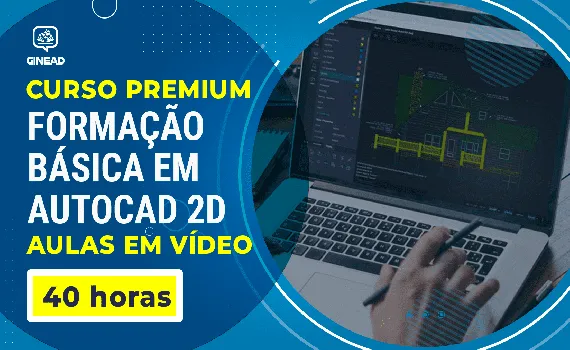 GINEAD
CURSO PREMIUM
FORMAÇÃO
BÁSICA EM
AUTOCAD 2D
AULAS EM VÍDEO
40 horas